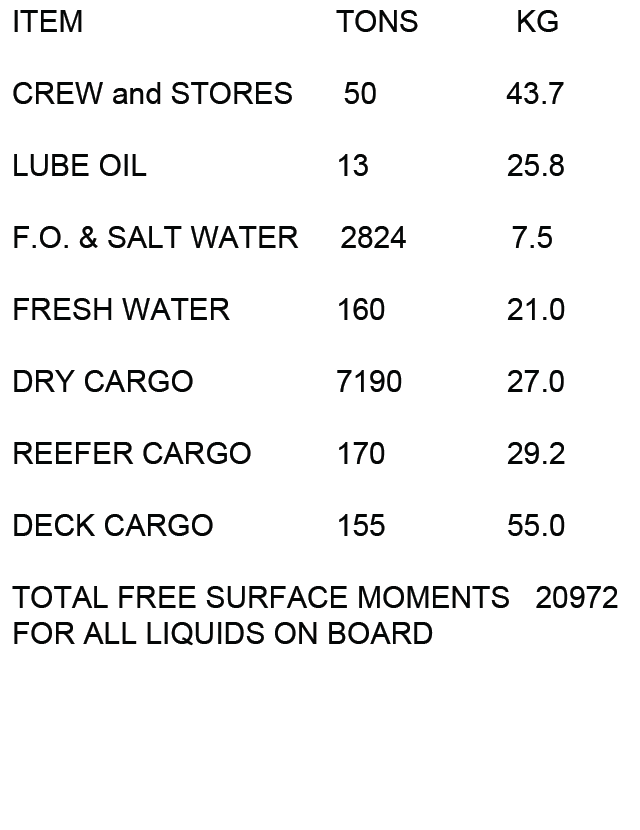 ITEM TONS KG
CREW and STORES 50 43.7
LUBE OIL 13 25.8
F.O. & SALT WATER 2824 7.5
FRESH WATER 160 21.0
DRY CARGO 7190 27.0
REEFER CARGO 170 29.2
DECK CARGO 155 55.0
TOTAL FREE SURFACE MOMENTS 20972
FOR ALL LIQUIDS ON BOARD